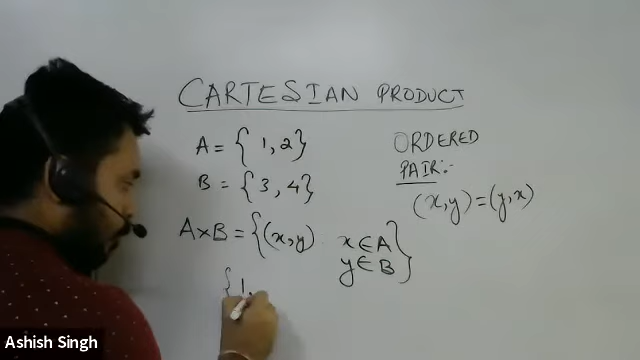 CARTESIAN PRODUCT
A = { 1, 2 }
B = { 3, 4 }
A×B = { (x, y) x ∈ A
y ∈ B }
{ 1,
ORDERED
PAIR:-
(x, y) = (y, x)
Ashish Singh